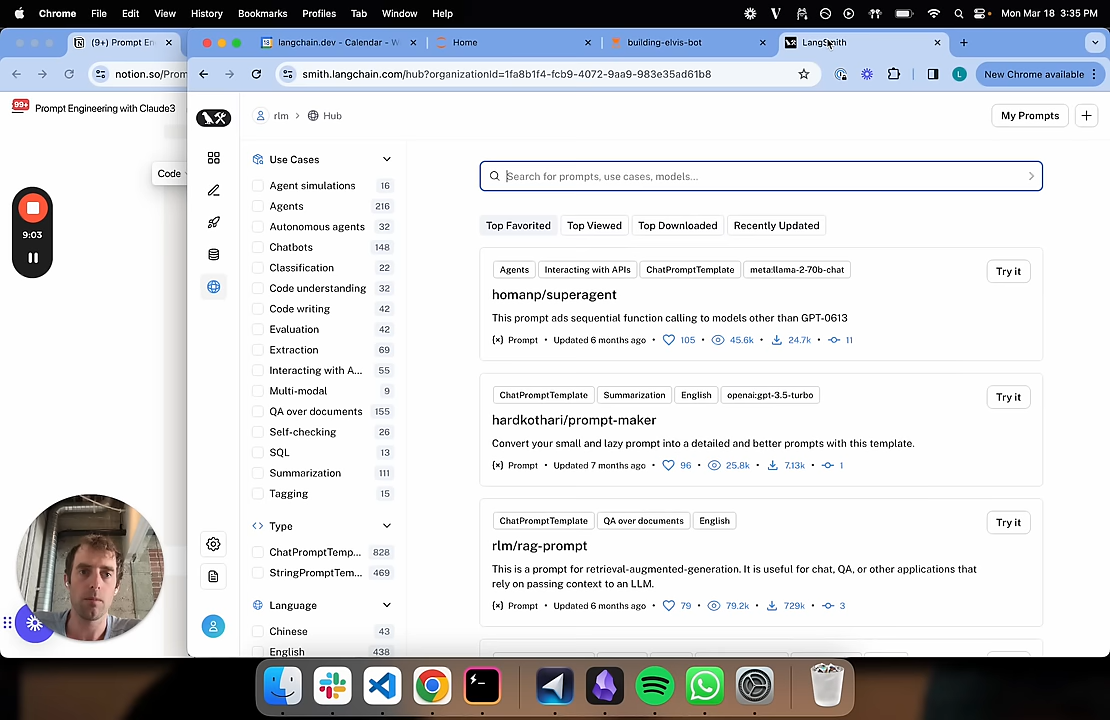 Chrome File Edit View History Bookmarks Profiles Tab Window Help
Mon Mar 18 3:35 PM
(9+) Prompt En
langchain.dev - Calendar - W
Home
building-elvis-bot
LangSmith
notion.so/Prom
smith.langchain.com/hub?organizationId=1fa8b1f4-fcb9-4072-9aa9-983e35ad61b8
L
New Chrome available
99+
Prompt Engineering with Claude3
Code
9:03
rlm > Hub
My Prompts
Use Cases
Agent simulations 16
Agents 216
Autonomous agents 32
Chatbots 148
Classification 22
Code understanding 32
Code writing 42
Evaluation 42
Extraction 69
Interacting with A... 55
Multi-modal 9
QA over documents 155
Self-checking 26
SQL 13
Summarization 111
Tagging 15
Type
ChatPromptTemp... 828
StringPromptTem... 469
Language
Chinese 43
English 438
Search for prompts, use cases, models...
Top Favorited Top Viewed Top Downloaded Recently Updated
Agents Interacting with APIs ChatPromptTemplate meta:llama-2-70b-chat
Try it
homanp/superagent
This prompt ads sequential function calling to models other than GPT-0613
Prompt • Updated 6 months ago • 105 • 45.6k • 24.7k • 11
ChatPromptTemplate Summarization English openai:gpt-3.5-turbo
Try it
hardkothari/prompt-maker
Convert your small and lazy prompt into a detailed and better prompts with this template.
Prompt • Updated 7 months ago • 96 • 25.8k • 7.13k • 1
ChatPromptTemplate QA over documents English
Try it
rlm/rag-prompt
This is a prompt for retrieval-augmented-generation. It is useful for chat, QA, or other applications that
rely on passing context to an LLM.
Prompt • Updated 6 months ago • 79 • 79.2k • 729k • 3